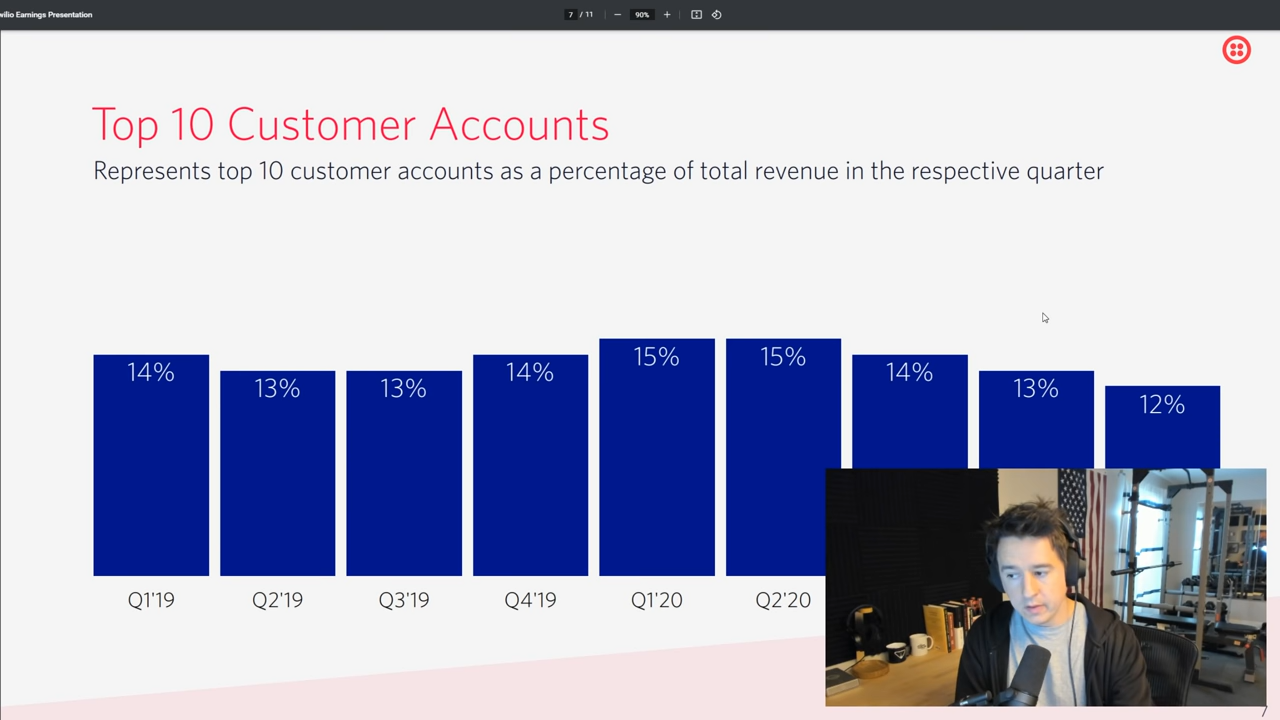 wilio Earnings Presentation
7 / 11
90%
Top 10 Customer Accounts
Represents top 10 customer accounts as a percentage of total revenue in the respective quarter
14%
13%
13%
14%
15%
15%
14%
13%
12%
Q1'19
Q2'19
Q3'19
Q4'19
Q1'20
Q2'20
7